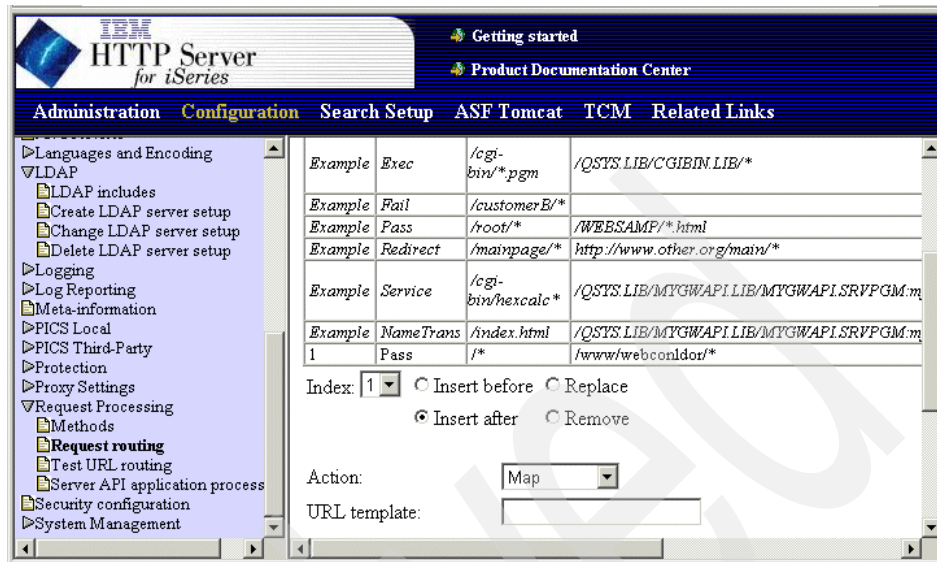 IBM
HTTP Server
for iSeries
Getting started
Product Documentation Center
Administration Configuration Search Setup ASF Tomcat TCM Related Links
Languages and Encoding
LDAP
LDAP includes
Create LDAP server setup
Change LDAP server setup
Delete LDAP server setup
Logging
Log Reporting
Meta-information
PICS Local
PICS Third-Party
Protection
Proxy Settings
Request Processing
Methods
Request routing
Test URL routing
Server API application process
Security configuration
System Management
Example Exec /cgi-bin/*.pgm /QSYS.LIB/CGIBIN.LIB/*
Example Fail /customerB/*
Example Pass /root/* /WEBSAMP/*.html
Example Redirect /mainpage/* http://www.other.org/main/*
Example Service /cgi-bin/hexcalc* /QSYS.LIB/MYGWAPI.LIB/MYGWAPI.SRVPGM:m
Example NameTrans /index.html /QSYS.LIB/MYGWAPI.LIB/MYGWAPI.SRVPGM:m
1 Pass /* /www/webconldor/*
Index: 1 Insert before Replace
Insert after Remove
Action: Map
URL template: